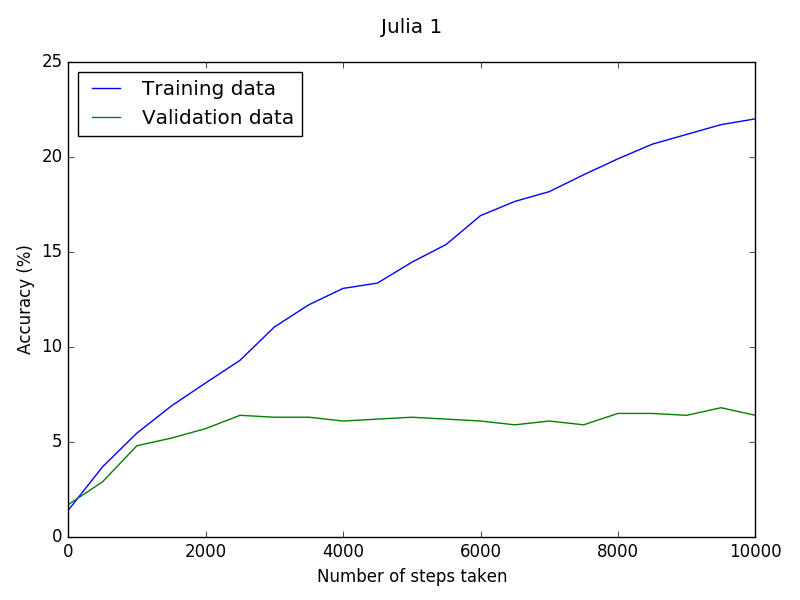 Julia 1
25
20
15
10
5
0
Accuracy (%)
Training data
Validation data
0 2000 4000 6000 8000 10000
Number of steps taken